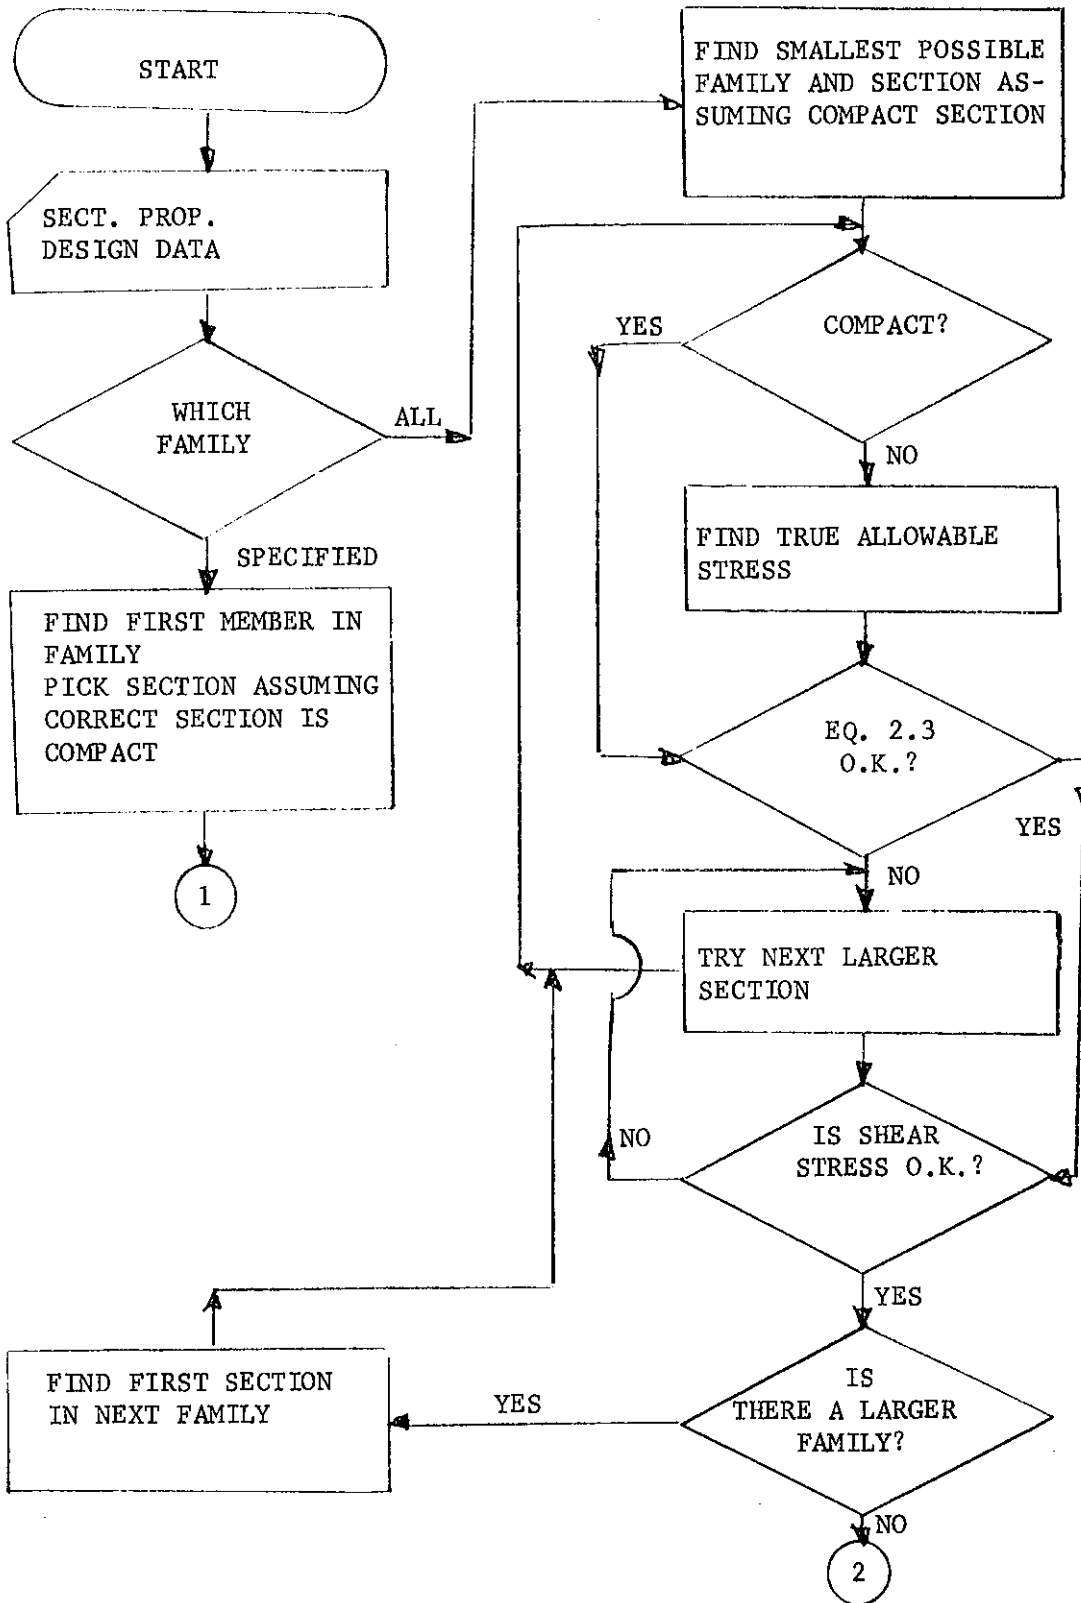 START
SECT. PROP.
DESIGN DATA
WHICH
FAMILY
ALL
SPECIFIED
FIND FIRST MEMBER IN
FAMILY
PICK SECTION ASSUMING
CORRECT SECTION IS
COMPACT
1
FIND SMALLEST POSSIBLE
FAMILY AND SECTION AS-
SUMING COMPACT SECTION
COMPACT?
YES
NO
FIND TRUE ALLOWABLE
STRESS
EQ. 2.3
O.K.?
YES
NO
TRY NEXT LARGER
SECTION
IS SHEAR
STRESS O.K.?
NO
YES
IS
THERE A LARGER
FAMILY?
YES
FIND FIRST SECTION
IN NEXT FAMILY
NO
2